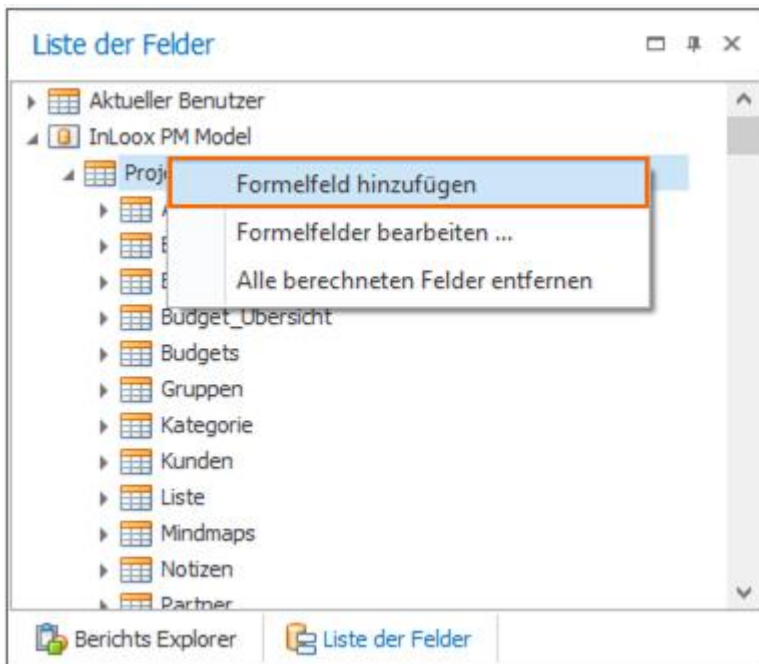 Liste der Felder
Aktueller Benutzer
InLoox PM Model
Formelfeld hinzufügen
Formelfelder bearbeiten ...
Alle berechneten Felder entfernen
Budget_Übersicht
Budgets
Gruppen
Kategorie
Kunden
Liste
Mindmaps
Notizen
Partner
Berichts Explorer
Liste der Felder